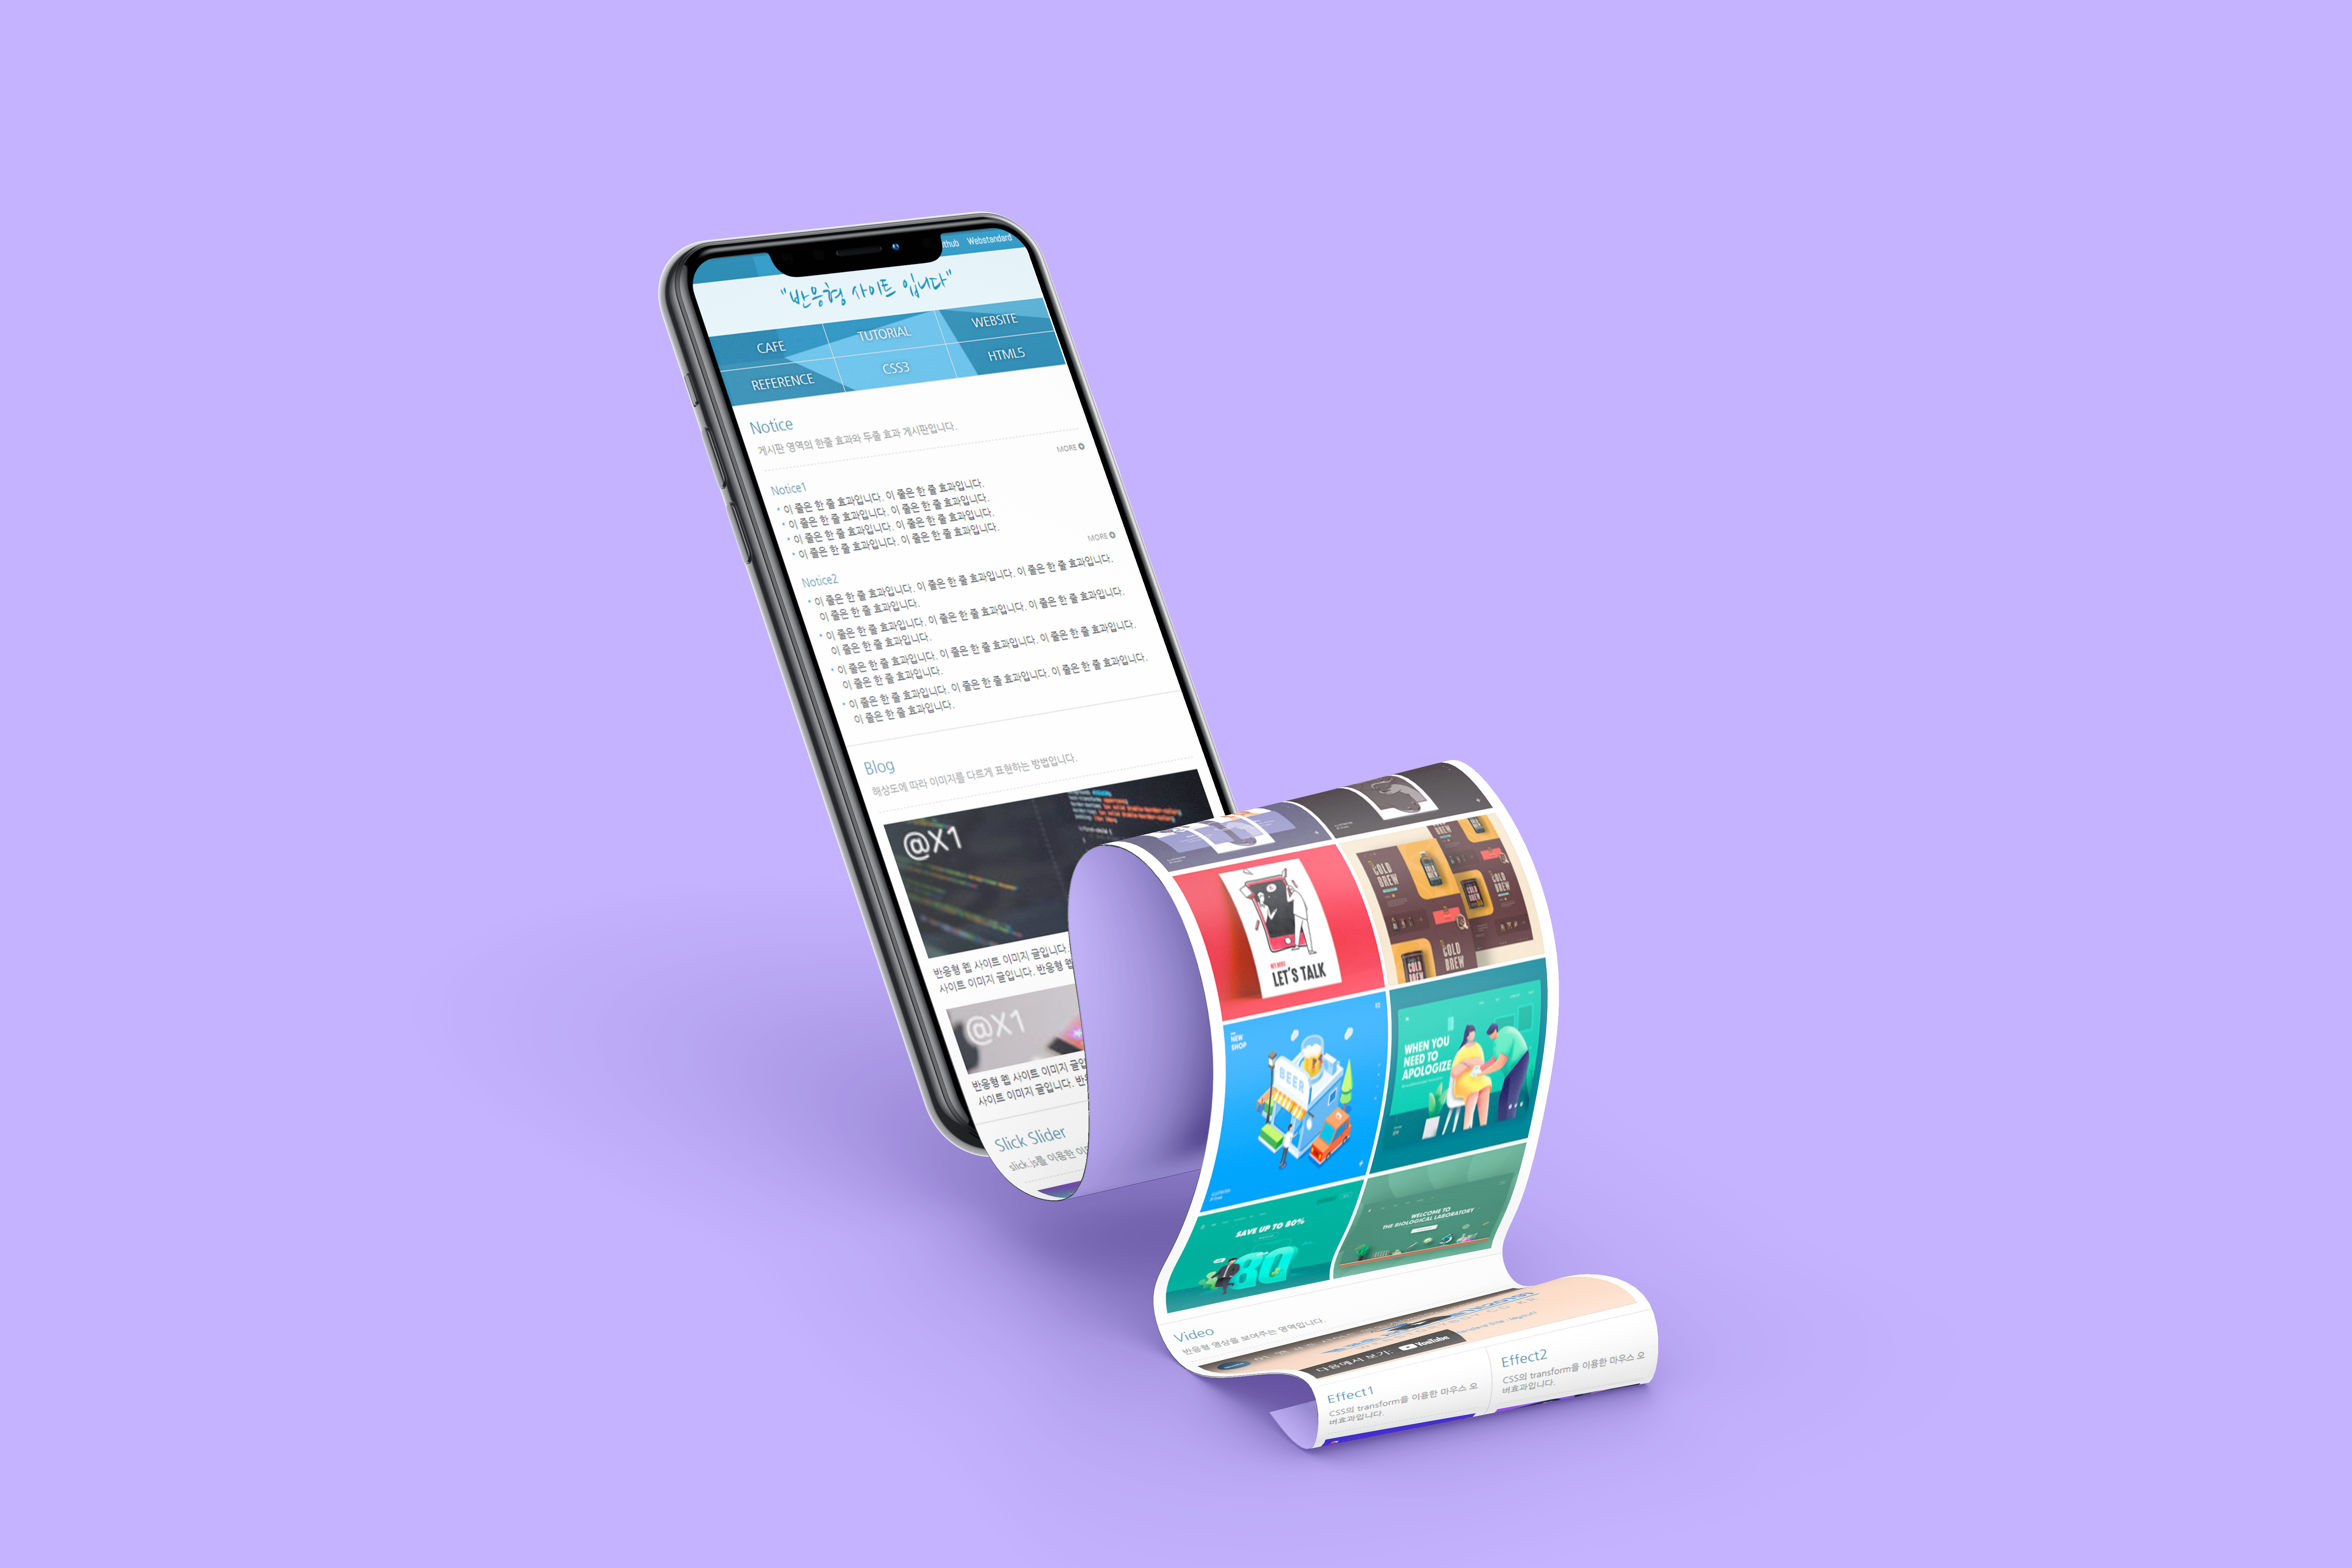 Webstandard
"반응형 사이트 입니다"
CAFE
TUTORIAL
WEBSITE
REFERENCE
CSS3
HTML5
Notice
게시판 영역의 한줄 효과와 두줄 효과 게시판입니다.
MORE
Notice1
이 줄은 한 줄 효과입니다. 이 줄은 한 줄 효과입니다.
이 줄은 한 줄 효과입니다. 이 줄은 한 줄 효과입니다.
이 줄은 한 줄 효과입니다. 이 줄은 한 줄 효과입니다.
이 줄은 한 줄 효과입니다. 이 줄은 한 줄 효과입니다.
MORE
Notice2
이 줄은 한 줄 효과입니다. 이 줄은 한 줄 효과입니다. 이 줄은 한 줄 효과입니다.
이 줄은 한 줄 효과입니다.
이 줄은 한 줄 효과입니다. 이 줄은 한 줄 효과입니다. 이 줄은 한 줄 효과입니다.
이 줄은 한 줄 효과입니다.
이 줄은 한 줄 효과입니다. 이 줄은 한 줄 효과입니다. 이 줄은 한 줄 효과입니다.
이 줄은 한 줄 효과입니다.
이 줄은 한 줄 효과입니다. 이 줄은 한 줄 효과입니다. 이 줄은 한 줄 효과입니다.
이 줄은 한 줄 효과입니다.
Blog
해상도에 따라 이미지를 다르게 표현하는 방법입니다.
@X1
반응형 웹 사이트 이미지 글입니다.
사이트 이미지 글입니다. 반응형 웹
@X1
반응형 웹 사이트 이미지 글입
사이트 이미지 글입니다. 반
Slick Slider
slick.js를 이용한
LET'S TALK
COLD BREW
COLD BREW
COLD BREW
NEW
SHOP
BEER
WHEN YOU
NEED TO
APOLOGIZE
SAVE UP TO 80%
80
WELCOME TO
THE BIOLOGICAL LABORATORY
Video
반응형 영상을 보여주는 영역입니다.
다음에서 보기: YouTube
Effect1
CSS의 transform을 이용한 마우스 오
버효과입니다.
Effect2
CSS의 transform을 이용한 마우스 오
버효과입니다.